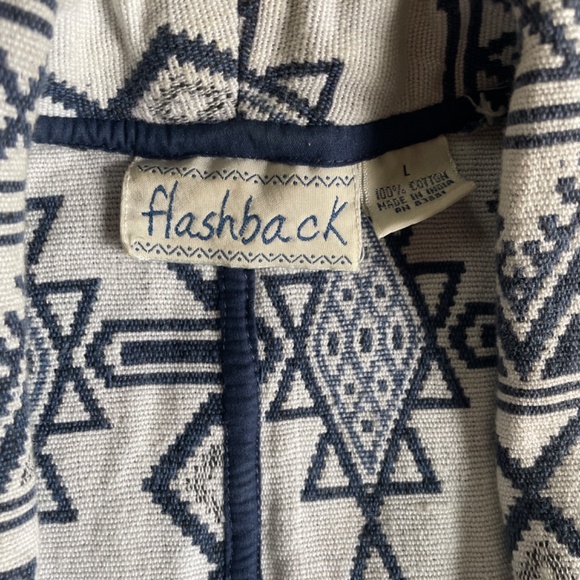 flashback
L
100% COTTON
MADE IN INDIA